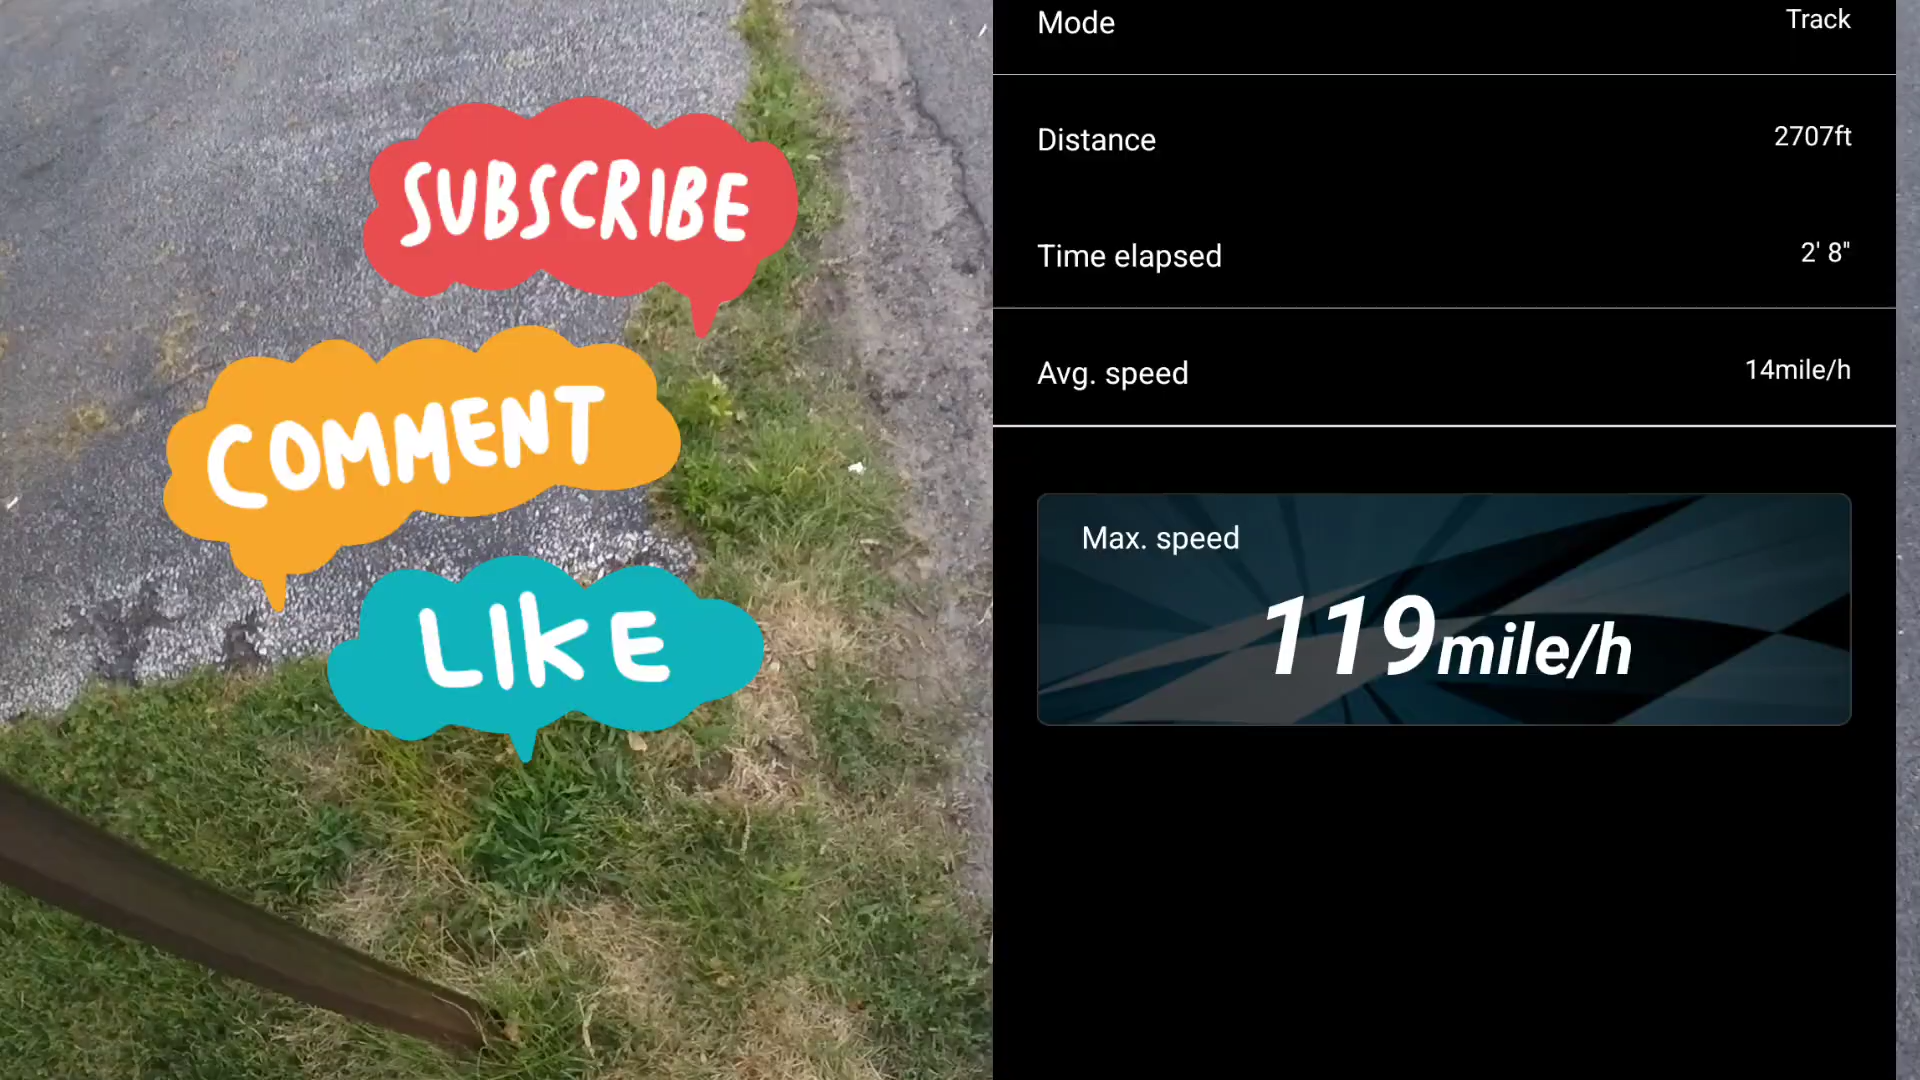 SUBSCRIBE
COMMENT
LIKE
Mode Track
Distance 2707ft
Time elapsed 2' 8"
Avg. speed 14mile/h
Max. speed
119mile/h